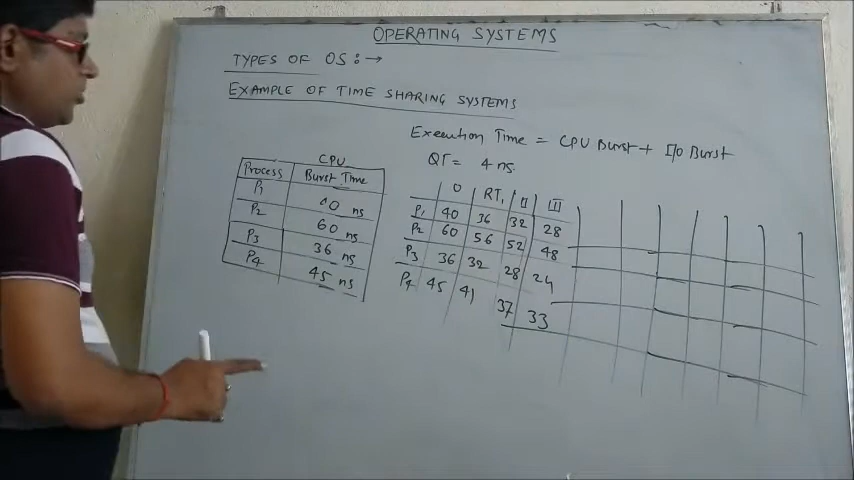 OPERATING SYSTEMS
TYPES OF OS:→
EXAMPLE OF TIME SHARING SYSTEMS
Execution Time = CPU Burst + I/O Burst
QT = 4 ns.
CPU
Process Burst Time
P1 40 ns
P2 60 ns
P3 36 ns
P4 45 ns
0 RT1 II III
P1 40 36 32 28
P2 60 56 52 48
P3 36 32 28 24
P4 45 41 37 33